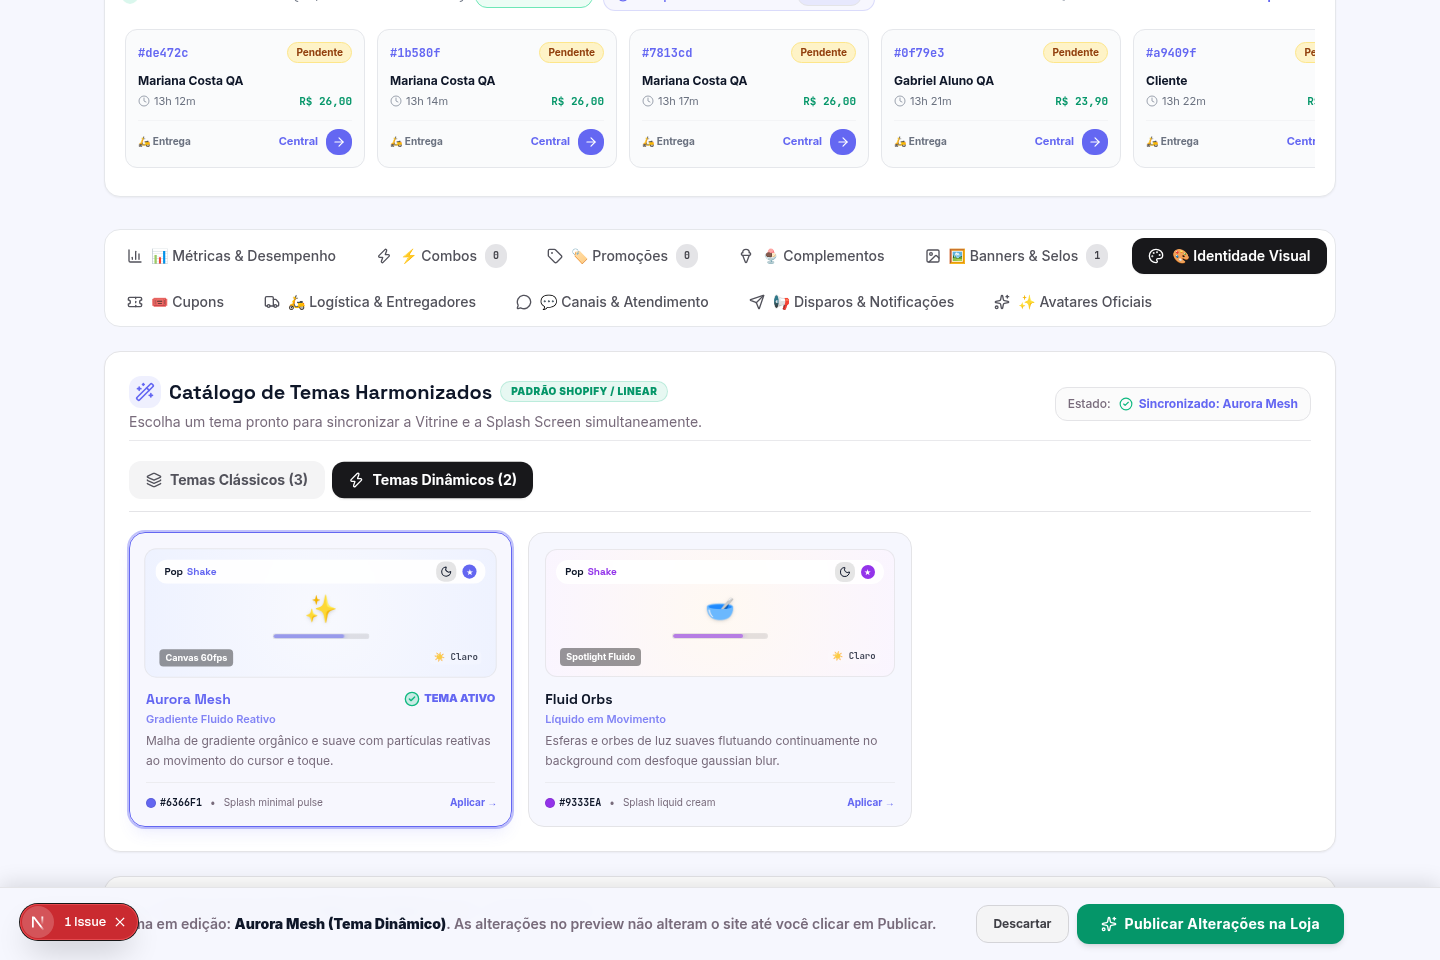 #de472c Pendente
Mariana Costa QA
13h 12m R$ 26,00
🛵 Entrega Central →
#1b580f Pendente
Mariana Costa QA
13h 14m R$ 26,00
🛵 Entrega Central →
#7813cd Pendente
Mariana Costa QA
13h 17m R$ 26,00
🛵 Entrega Central →
#0f79e3 Pendente
Gabriel Aluno QA
13h 21m R$ 23,90
🛵 Entrega Central →
#a9409f
Cliente
13h 22m
🛵 Entrega
📊 Métricas & Desempenho
⚡ Combos 0
🏷️ Promoções 0
🍨 Complementos
🖼️ Banners & Selos 1
🎨 Identidade Visual
🎟️ Cupons
🛵 Logística & Entregadores
💬 Canais & Atendimento
📢 Disparos & Notificações
✨ Avatares Oficiais
Catálogo de Temas Harmonizados PADRÃO SHOPIFY / LINEAR
Escolha um tema pronto para sincronizar a Vitrine e a Splash Screen simultaneamente.
Estado: Sincronizado: Aurora Mesh
Temas Clássicos (3)
Temas Dinâmicos (2)
Pop Shake
Canvas 60fps ☀️ Claro
Aurora Mesh TEMA ATIVO
Gradiente Fluido Reativo
Malha de gradiente orgânico e suave com partículas reativas
ao movimento do cursor e toque.
#6366F1 • Splash minimal pulse Aplicar →
Pop Shake
Spotlight Fluido ☀️ Claro
Fluid Orbs
Líquido em Movimento
Esferas e orbes de luz suaves flutuando continuamente no
background com desfoque gaussian blur.
#9333EA • Splash liquid cream Aplicar →
N 1 Issue ×
em edição: Aurora Mesh (Tema Dinâmico). As alterações no preview não alteram o site até você clicar em Publicar.
Descartar
Publicar Alterações na Loja